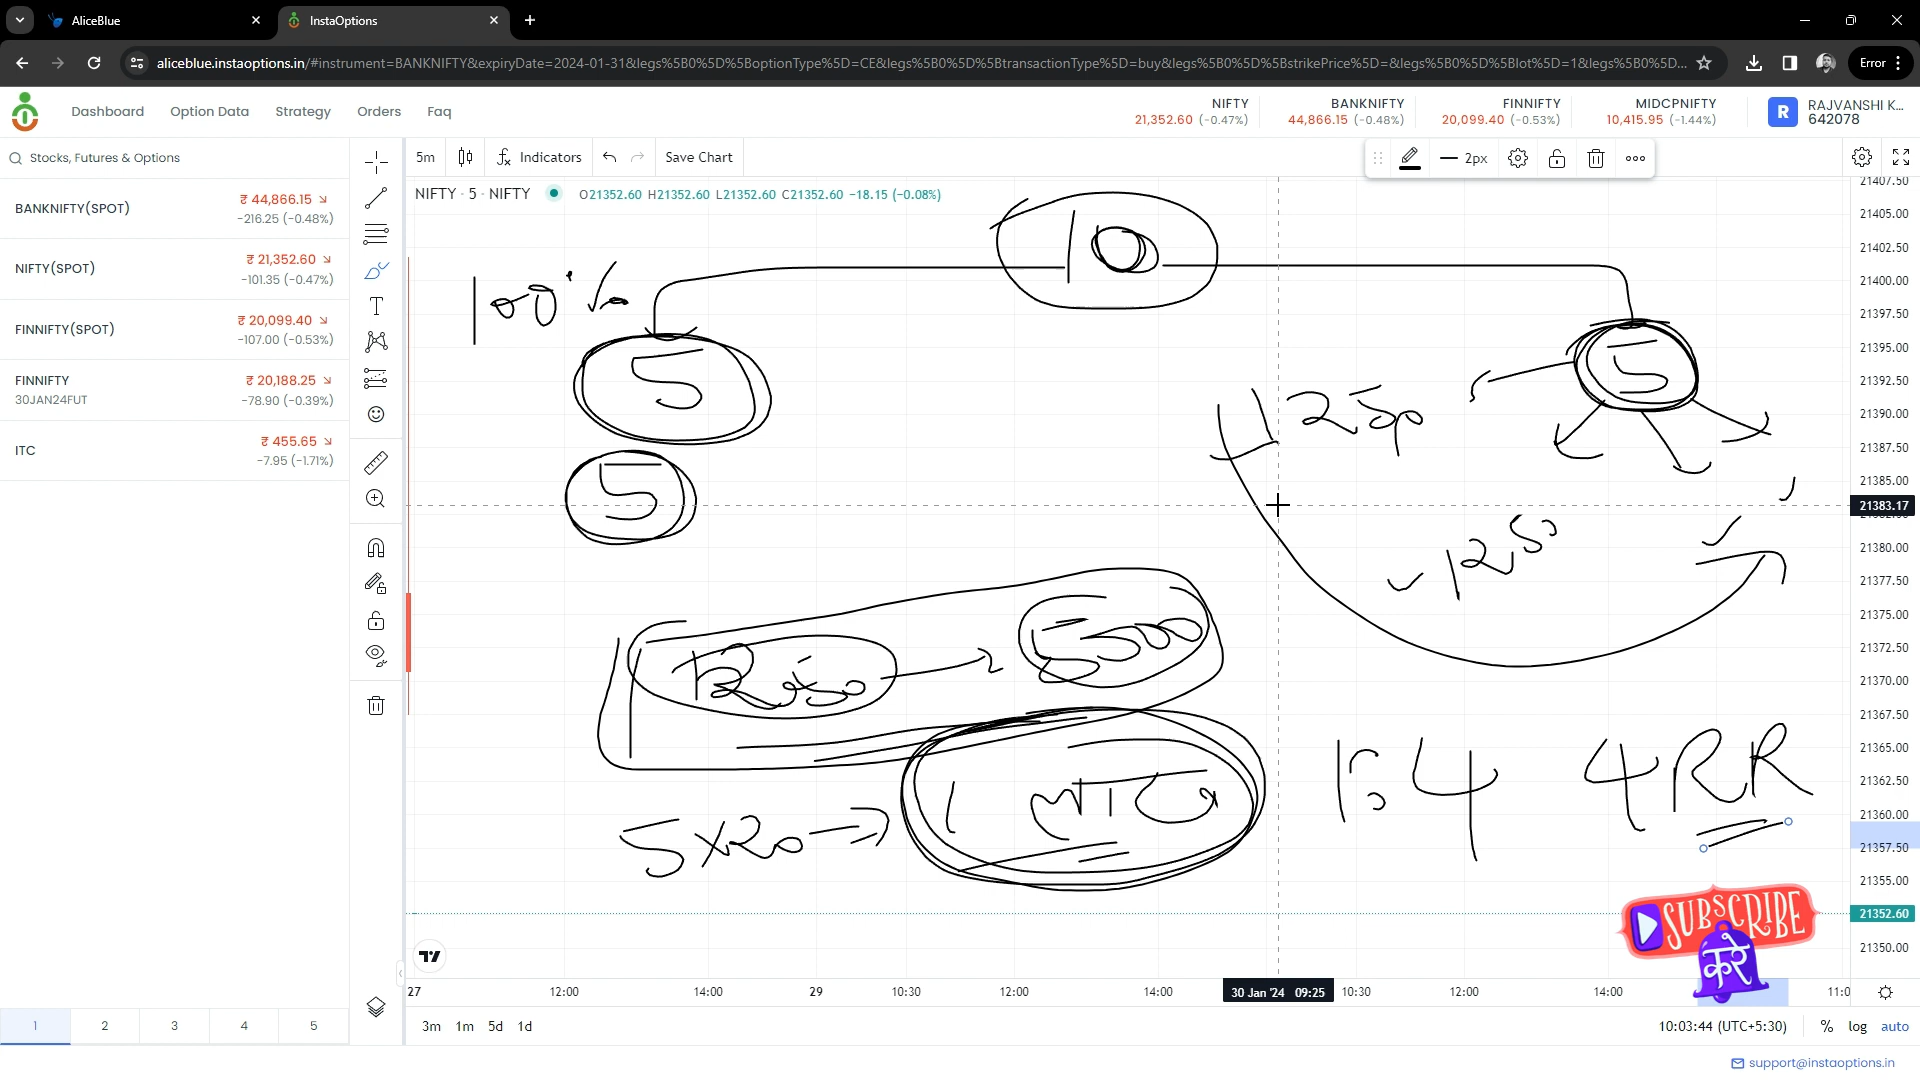 AliceBlue
InstaOptions
aliceblue.instaoptions.in/#instrument=BANKNIFTY&expiryDate=2024-01-31&legs%5B0%5D%5BoptionType%5D=CE&legs%5B0%5D%5BtransactionType%5D=buy&legs%5B0%5D%5BstrikePrice%5D=&legs%5B0%5D%5Blot%5D=1&legs%5B0%5D...
Error
Dashboard Option Data Strategy Orders Faq
NIFTY BANKNIFTY FINNIFTY MIDCPNIFTY
21,352.60 (-0.47%) 44,866.15 (-0.48%) 20,099.40 (-0.53%) 10,415.95 (-1.44%)
R RAJVANSHI K...
642078
Stocks, Futures & Options
BANKNIFTY(SPOT) ₹ 44,866.15
-216.25 (-0.48%)
NIFTY(SPOT) ₹ 21,352.60
-101.35 (-0.47%)
FINNIFTY(SPOT) ₹ 20,099.40
-107.00 (-0.53%)
FINNIFTY ₹ 20,188.25
30JAN24FUT -78.90 (-0.39%)
ITC ₹ 455.65
-7.95 (-1.71%)
1 2 3 4 5
5m Indicators Save Chart
2px
NIFTY · 5 · NIFTY O21352.60 H21352.60 L21352.60 C21352.60 −18.15 (−0.08%)
10
100%
5 5
5
1250
5 x 20
1:4 4RR
21407.50
21405.00
21402.50
21400.00
21397.50
21395.00
21392.50
21390.00
21387.50
21385.00
21383.17
21380.00
21377.50
21375.00
21372.50
21370.00
21367.50
21365.00
21362.50
21360.00
21357.50
21355.00
21352.60
21350.00
SUBSCRIBE
करे
27 12:00 14:00 29 10:30 12:00 14:00 30 Jan '24 09:25 10:30 12:00 14:00 11:0
3m 1m 5d 1d
10:03:44 (UTC+5:30) % log auto
support@instaoptions.in